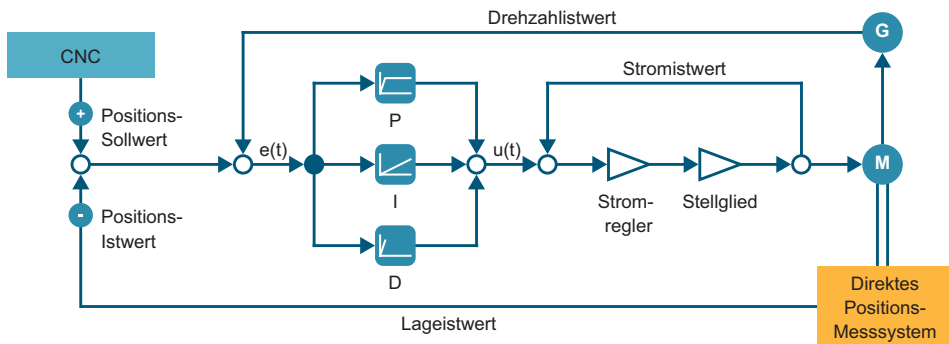 Drehzahlistwert
G
CNC
Stromistwert
+
Positions-
Sollwert
P
e(t)
u(t)
M
I
Strom-
regler
Stellglied
-
Positions-
Istwert
D
Direktes
Positions-
Messsystem
Lageistwert